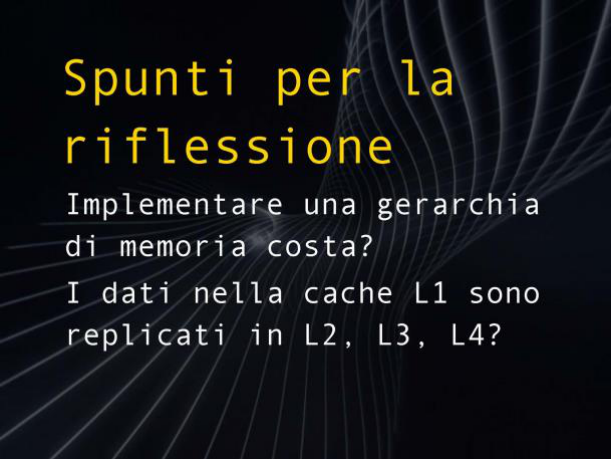 Spunti per la
riflessione
Implementare una gerarchia
di memoria costa?
I dati nella cache L1 sono
replicati in L2, L3, L4?